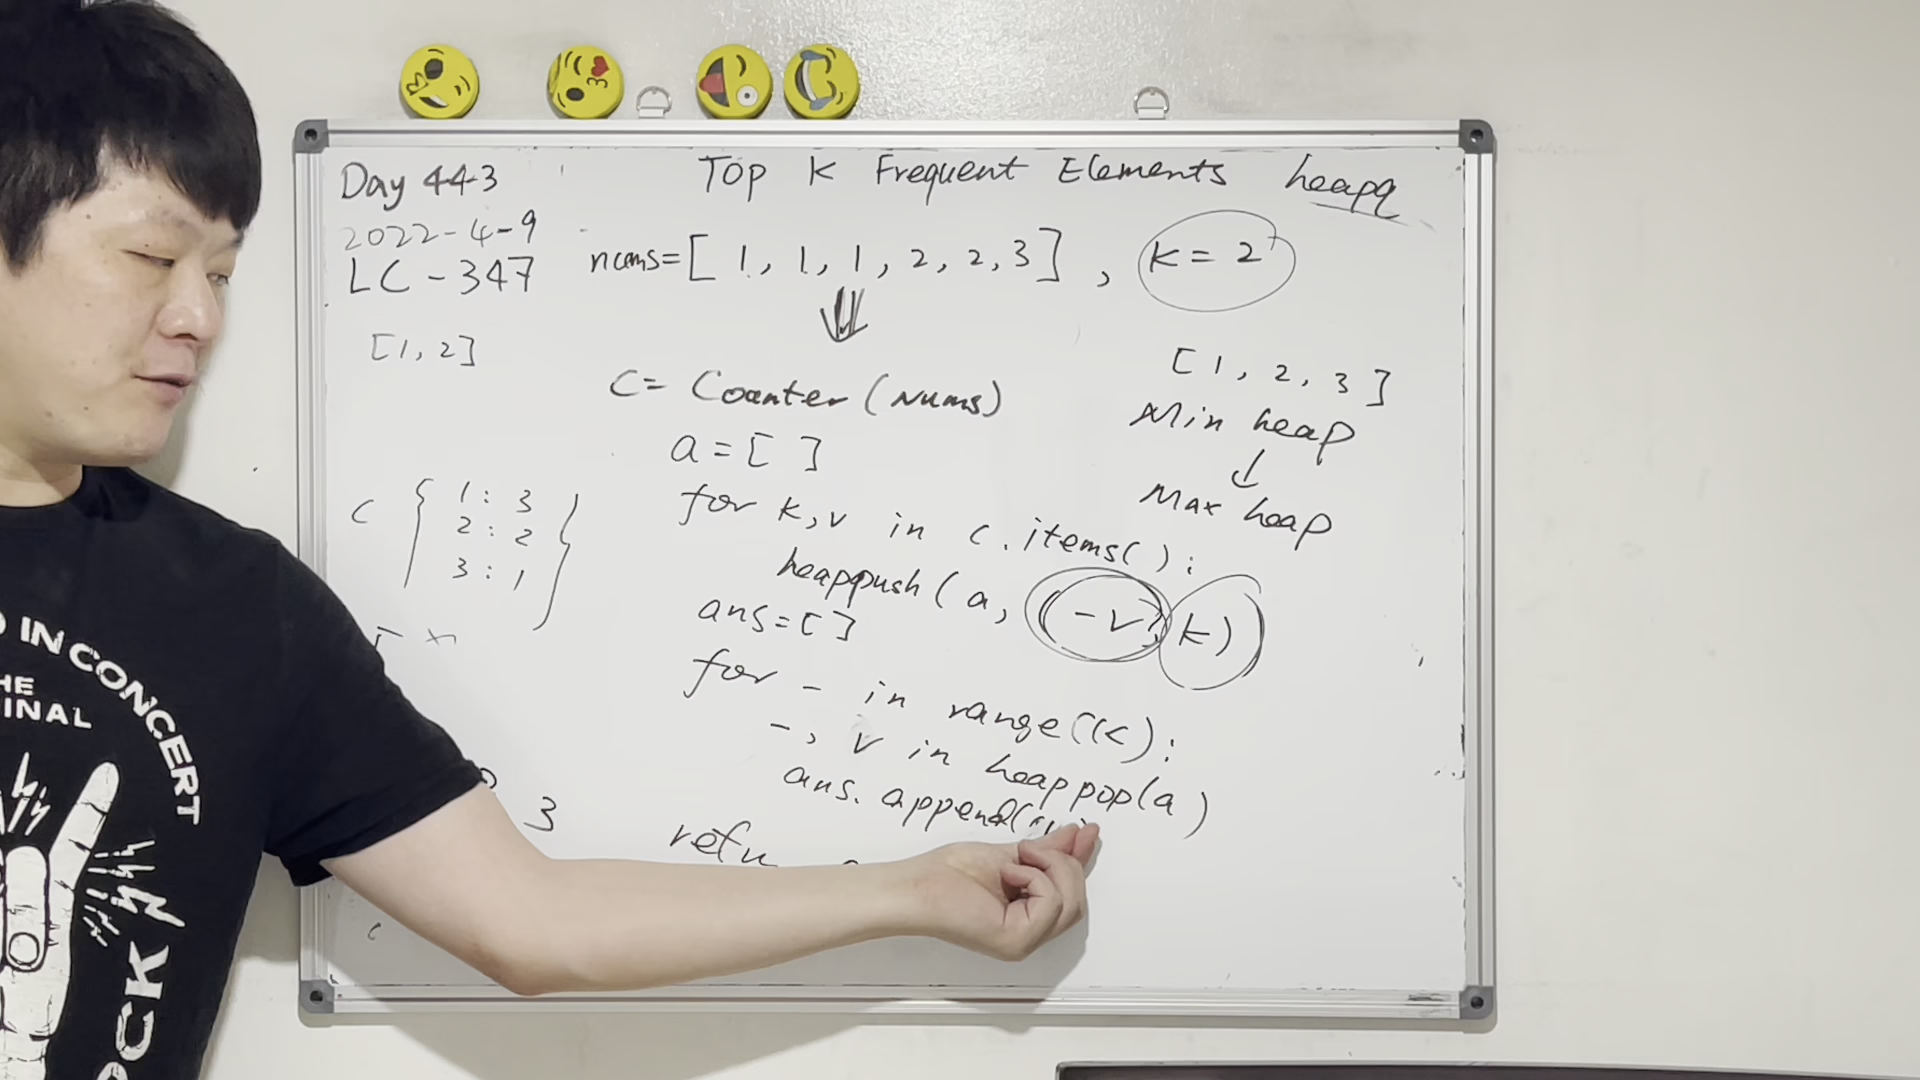 Day 443
2022-4-9
LC-347
Top K Frequent Elements heapq
nums=[1, 1, 1, 2, 2, 3], k=2
[1, 2]
[1, 2, 3]
Min heap
Max heap
C= Counter(nums)
a=[ ]
for k,v in c.items():
heappush(a, (-v, k)
ans=[]
for - in range(k):
-, v in heappop(a)
ans.append(
c { 1: 3
2: 2
3: 1 }
3
IN CONCERT
ROCK